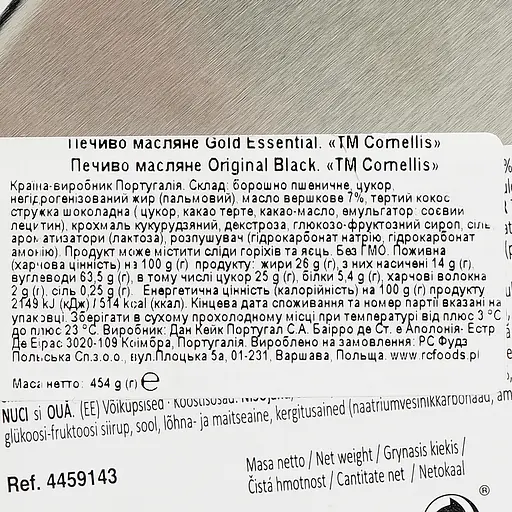 Печиво масляне Gold Essential. «ТМ Cornellis»
Печиво масляне Original Black. «ТМ Cornellis»
Країна-виробник Португалія. Склад: борошно пшеничне, цукор,
негідрогенізований жир (пальмовий), масло вершкове 7%, тертий кокос
стружка шоколадна ( цукор, какао терте, какао-масло, емульгатор: соєвий
лецитин), крохмаль кукурудзяний, декстроза, глюкозо-фруктозний сироп, сіль
ароматизатори (лактоза), розпушувач (гідрокарбонат натрію, гідрокарбонат
амонію). Продукт може містити сліди горіхів та яєць. Без ГМО. Поживна
(харчова цінність) на 100 g (г) продукту: жири 26 g (г), з них насичені 14 g (г)
вуглеводи 63,5 g (г), в тому числі цукор 25 g (г), білки 5,4 g (г), харчові волокна
2 g (г), сіль 0,25 g (г). Енергетична цінність (калорійність) на 100 g (г) продукту
2149 kJ (кДж) / 514 kcal (ккал). Кінцева дата споживання та номер партії вказані на
упаковці. Зберігати в сухому прохолодному місці при температурі від плюс 3 °С
до плюс 23 °С. Виробник: Дан Кейк Португал С.А. Баірро де Ст. е Аполонія- Естр
Де Ейрас 3020-109 Коїмбра, Португалія. Вироблено на замовлення: РС Фудз
Польська Сп.з.о.о., вул.Плоцька 5а, 01-231, Варшава, Польща. www.rcfoods.pl
Маса нетто: 454 g (г) ℮
NUCI si OUĂ. (EE) Võiküpsised - Koostisosad:
glükoosi-fruktoosi siirup, sool, lõhna- ja maitseaine, kergitusained (naatriumvesinikkarbonaad, am
Ref. 4459143
Masa netto / Net weight / Grynasis kiekis /
Čistá hmotnost / Cantitate net / Netokaal
®